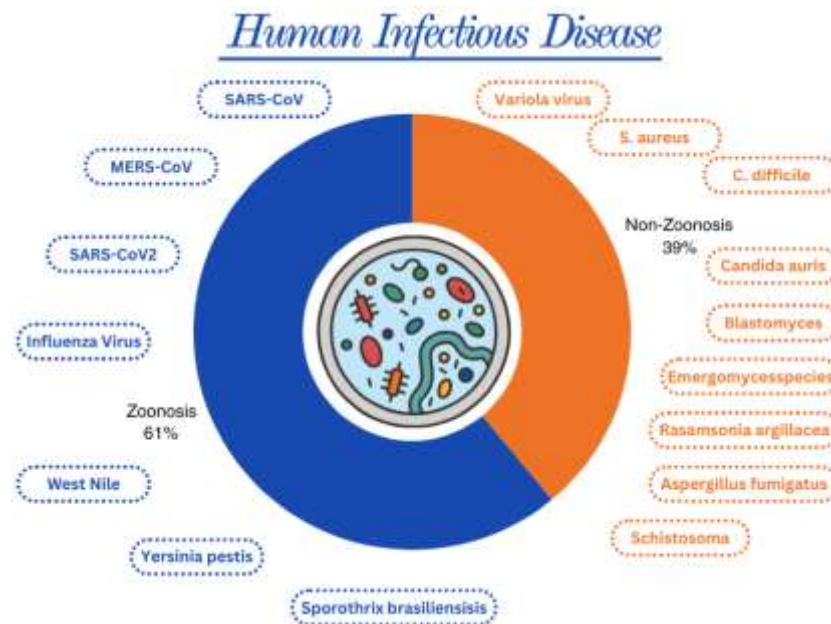 Human Infectious Disease
SARS-CoV
Variola virus
S. aureus
MERS-CoV
C. difficile
Non-Zoonosis
39%
SARS-CoV2
Candida auris
Blastomyces
Influenza Virus
Emergomycesspecies
Zoonosis
61%
Rasamsonia argillacea
West Nile
Aspergillus fumigatus
Schistosoma
Yersinia pestis
Sporothrix brasiliensisis